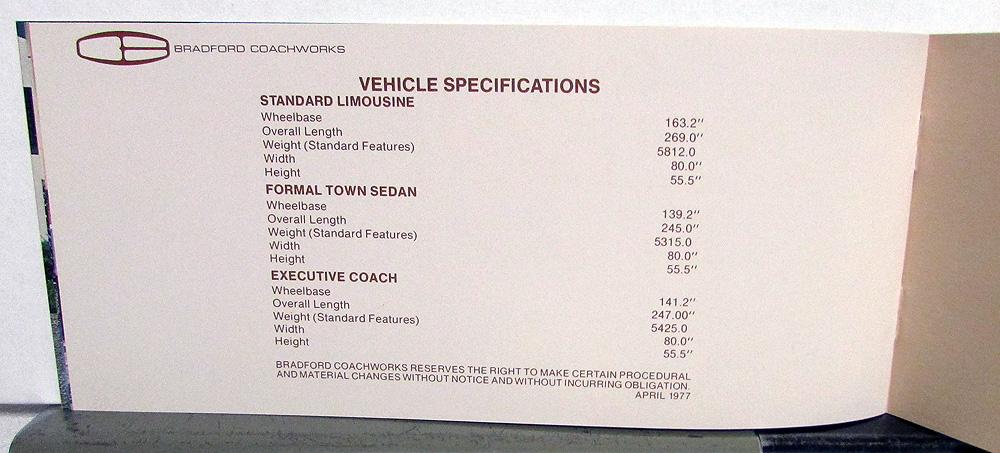 BRADFORD COACHWORKS
VEHICLE SPECIFICATIONS
STANDARD LIMOUSINE
Wheelbase 163.2"
Overall Length 269.0"
Weight (Standard Features) 5812.0
Width 80.0"
Height 55.5"
FORMAL TOWN SEDAN
Wheelbase 139.2"
Overall Length 245.0"
Weight (Standard Features) 5315.0
Width 80.0"
Height 55.5"
EXECUTIVE COACH
Wheelbase 141.2"
Overall Length 247.00"
Weight (Standard Features) 5425.0
Width 80.0"
Height 55.5"
BRADFORD COACHWORKS RESERVES THE RIGHT TO MAKE CERTAIN PROCEDURAL
AND MATERIAL CHANGES WITHOUT NOTICE AND WITHOUT INCURRING OBLIGATION.
APRIL 1977